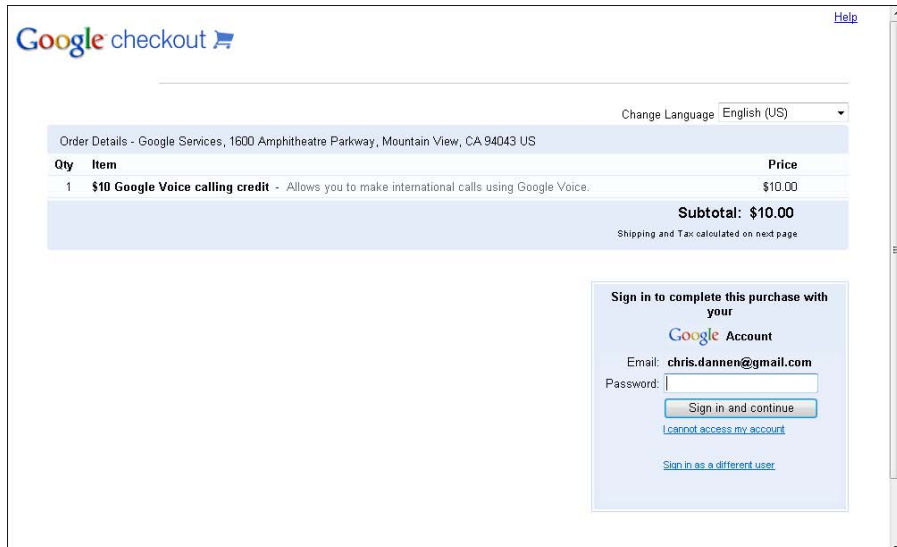 Help
Google checkout
Change Language English (US)
Order Details - Google Services, 1600 Amphitheatre Parkway, Mountain View, CA 94043 US
Qty Item Price
1 $10 Google Voice calling credit - Allows you to make international calls using Google Voice. $10.00
Subtotal: $10.00
Shipping and Tax calculated on next page
Sign in to complete this purchase with
your
Google Account
Email: chris.dannen@gmail.com
Password:
Sign in and continue
I cannot access my account
Sign in as a different user